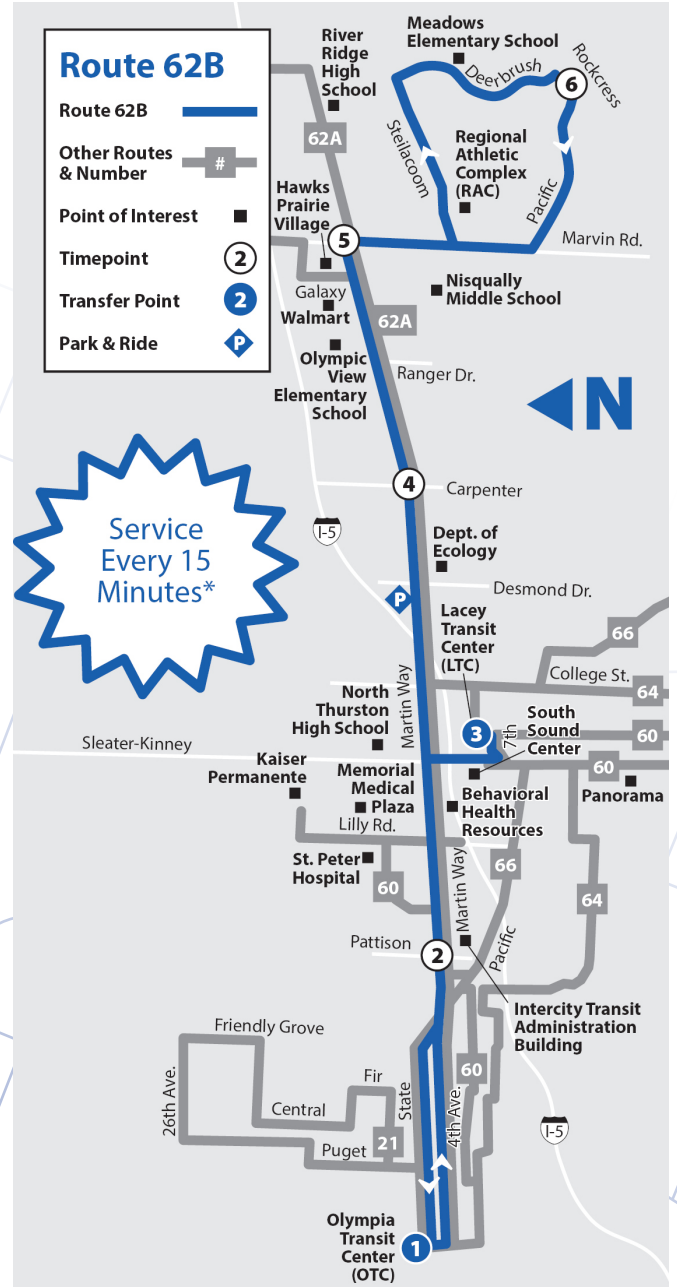 Route 62B
Route 62B
Other Routes
& Number
#
Point of Interest
Timepoint
2
Transfer Point
2
Park & Ride
P
River
Ridge
High
School
62A
Meadows
Elementary School
Deerbrush
Rockcress
6
Steilacoom
Regional
Athletic
Complex
(RAC)
Pacific
Hawks
Prairie
Village
5
Marvin Rd.
Galaxy
Walmart
62A
Nisqually
Middle School
Olympic
View
Elementary
School
Ranger Dr.
N
4
Carpenter
Service
Every 15
Minutes*
I-5
Dept. of
Ecology
Desmond Dr.
P
Lacey
Transit
Center
(LTC)
66
College St.
64
Martin Way
North
Thurston
High School
3
7th
South
Sound
Center
60
Sleater-Kinney
60
Kaiser
Permanente
Memorial
Medical
Plaza
Behavioral
Health
Resources
Panorama
Lilly Rd.
St. Peter
Hospital
60
Martin Way
66
64
Pattison
2
Pacific
Intercity Transit
Administration
Building
Friendly Grove
26th Ave.
Fir
Central
State
4th Ave.
60
21
Puget
I-5
Olympia
Transit
Center
(OTC)
1